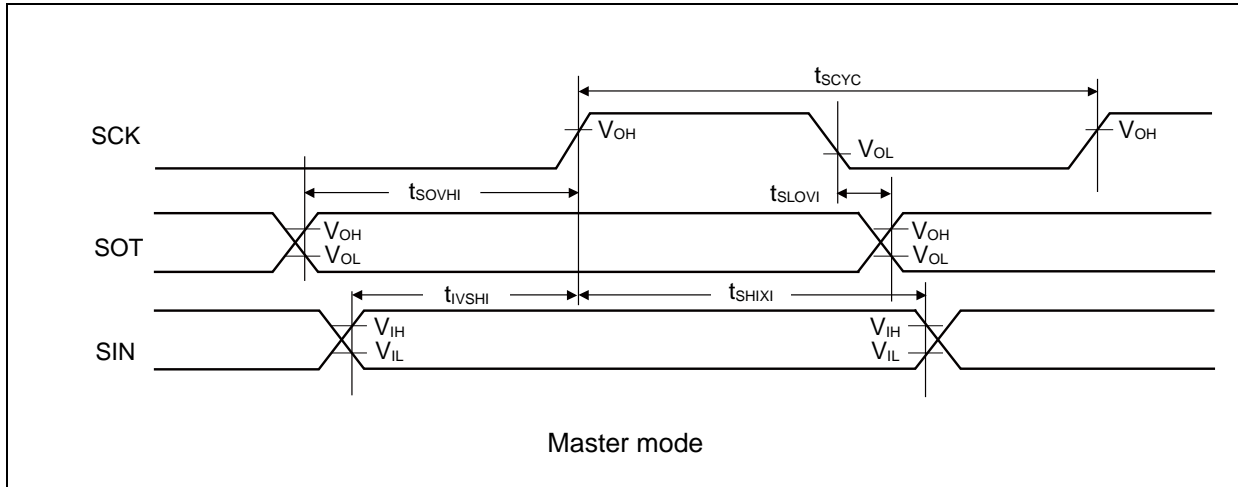 tSCYC
SCK
VOH
VOL
VOH
tSOVHI
tSLOVI
SOT
VOH
VOL
VOH
VOL
tIVSHI
tSHIXI
SIN
VIH
VIL
VIH
VIL
Master mode